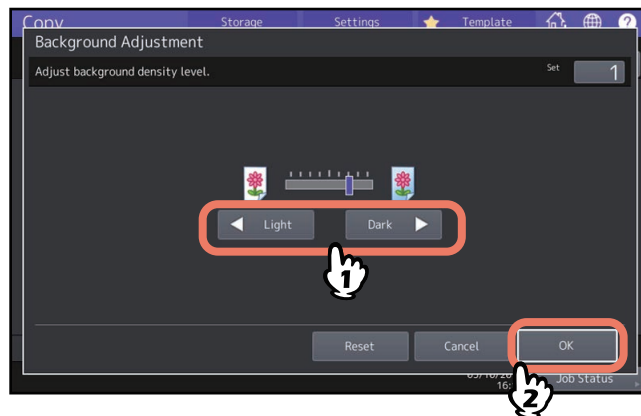 Copy Storage Settings Template ?
Background Adjustment
Adjust background density level. Set 1
Light Dark
1
Reset Cancel OK
Job Status
2